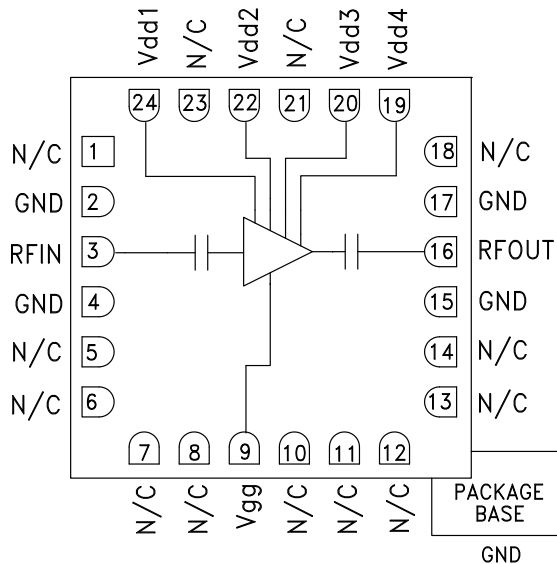 Vdd1
N/C
Vdd2
N/C
Vdd3
Vdd4
24
23
22
21
20
19
N/C 1
18 N/C
GND 2
17 GND
RFIN 3
16 RFOUT
GND 4
15 GND
N/C 5
14 N/C
N/C 6
13 N/C
7
8
9
10
11
12
N/C
N/C
Vgg
N/C
N/C
N/C
PACKAGE
BASE
GND